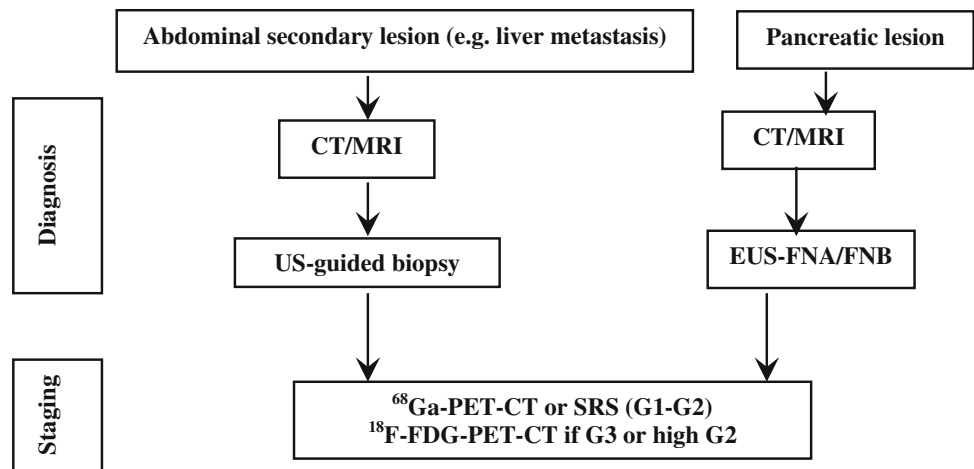 Abdominal secondary lesion (e.g. liver metastasis)
Pancreatic lesion
Diagnosis
CT/MRI
CT/MRI
US-guided biopsy
EUS-FNA/FNB
Staging
⁶⁸Ga-PET-CT or SRS (G1-G2)
¹⁸F-FDG-PET-CT if G3 or high G2